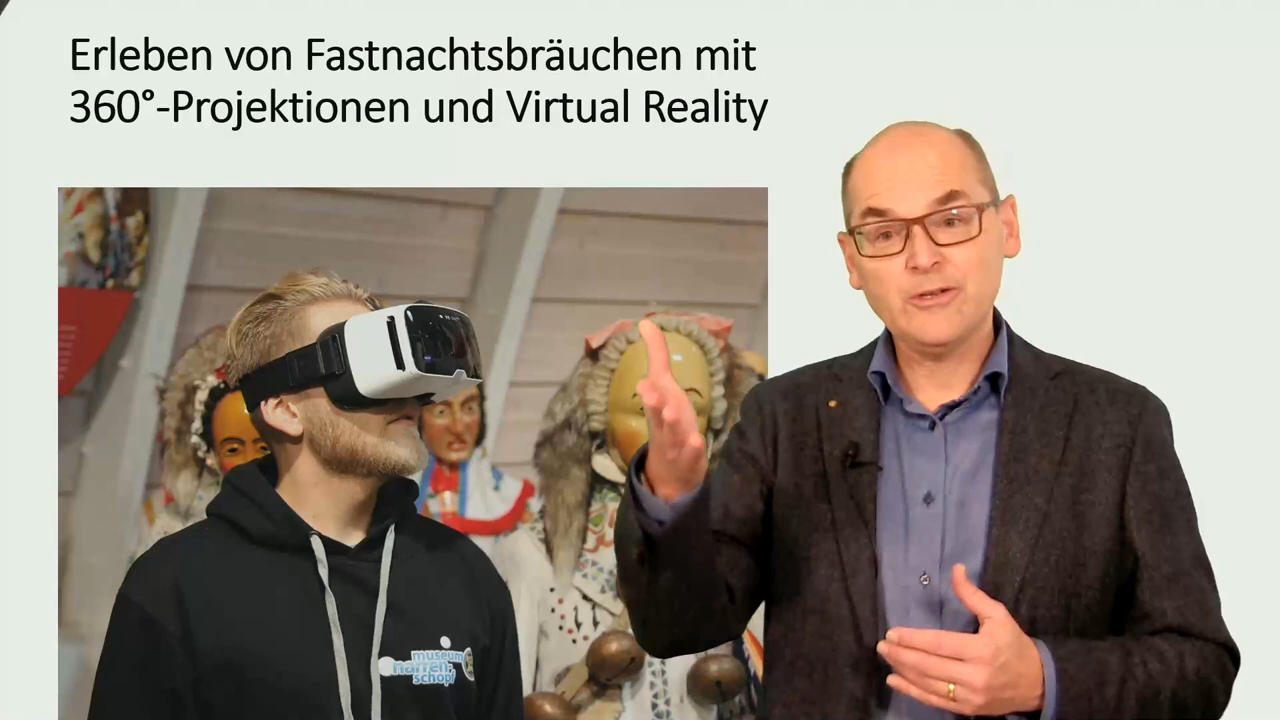 Erleben von Fastnachtsbräuchen mit
360°-Projektionen und Virtual Reality
museum
narren-
schopf